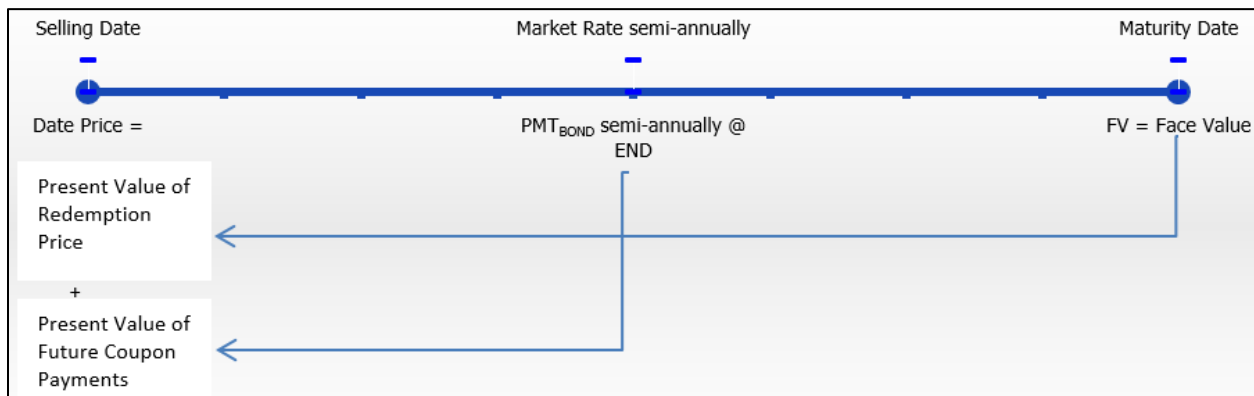 Selling Date
Market Rate semi-annually
Maturity Date
Date Price =
PMTBOND semi-annually @
END
FV = Face Value
Present Value of
Redemption
Price
+
Present Value of
Future Coupon
Payments